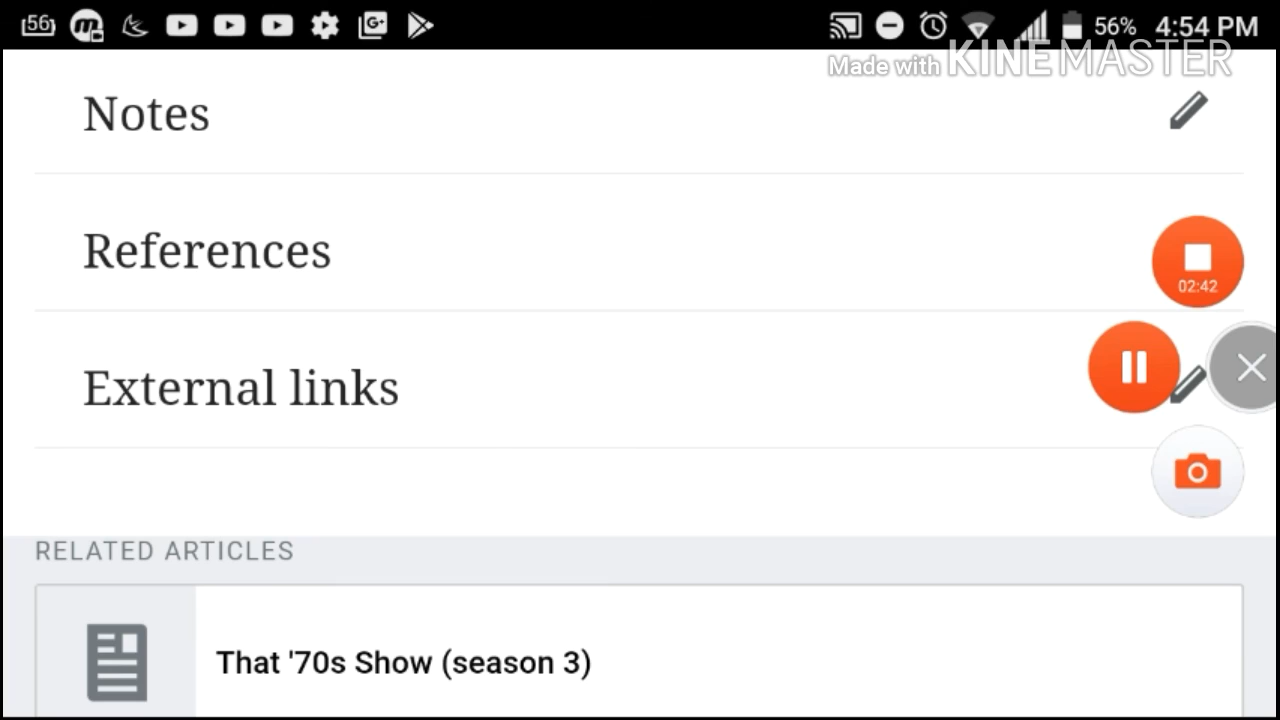 56 G+ 56% 4:54 PM
Made with KINEMASTER
Notes
References
02:42
External links
RELATED ARTICLES
That '70s Show (season 3)